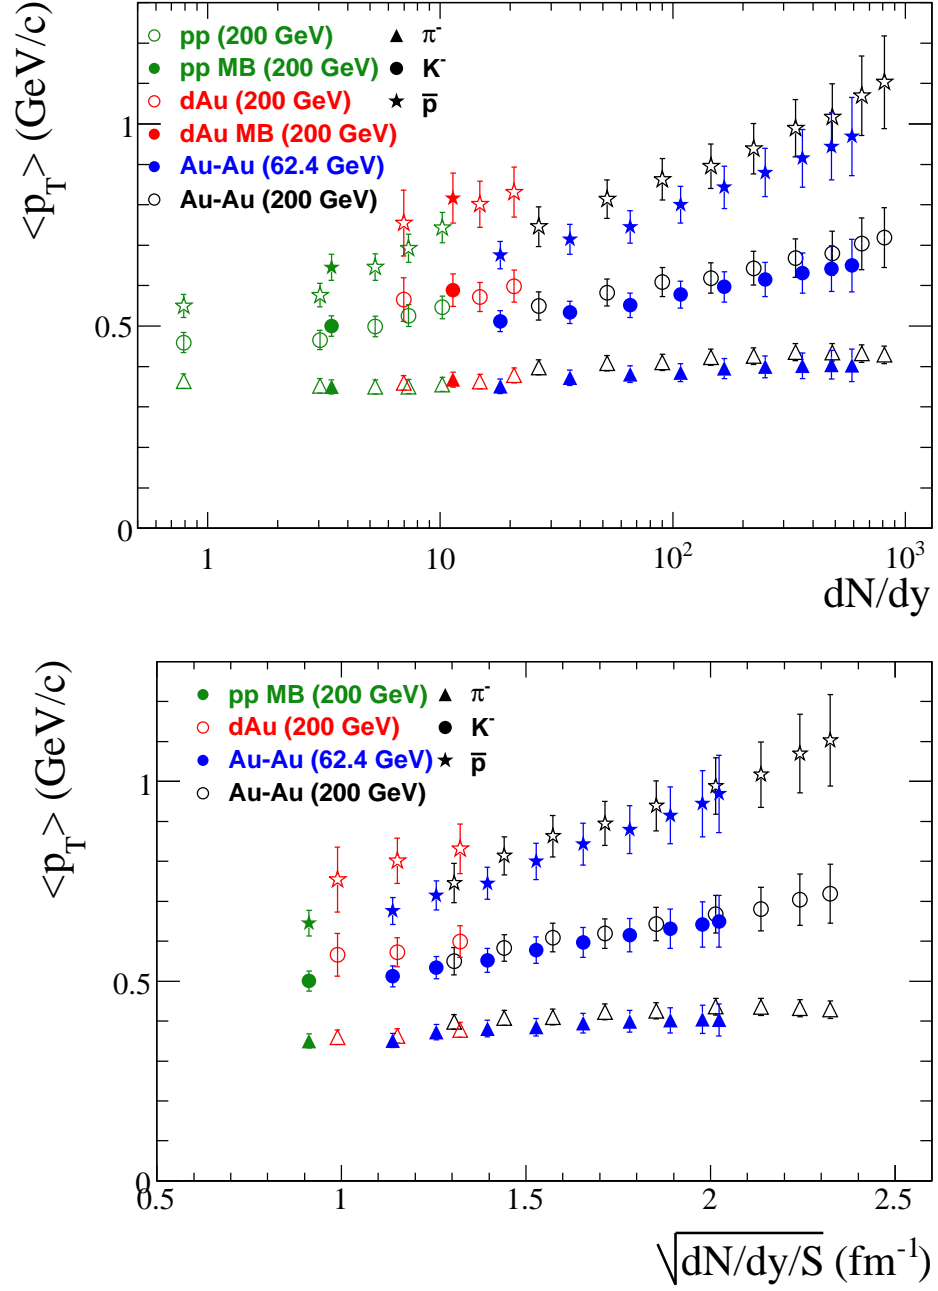 <p_T> (GeV/c)
pp (200 GeV) π⁻
pp MB (200 GeV) K⁻
dAu (200 GeV) p̅
dAu MB (200 GeV)
Au-Au (62.4 GeV)
Au-Au (200 GeV)
1
0.5
0
1 10 10² 10³
dN/dy
<p_T> (GeV/c)
pp MB (200 GeV) π⁻
dAu (200 GeV) K⁻
Au-Au (62.4 GeV) p̅
Au-Au (200 GeV)
1
0.5
0
0.5 1 1.5 2 2.5
√dN/dy/S (fm⁻¹)